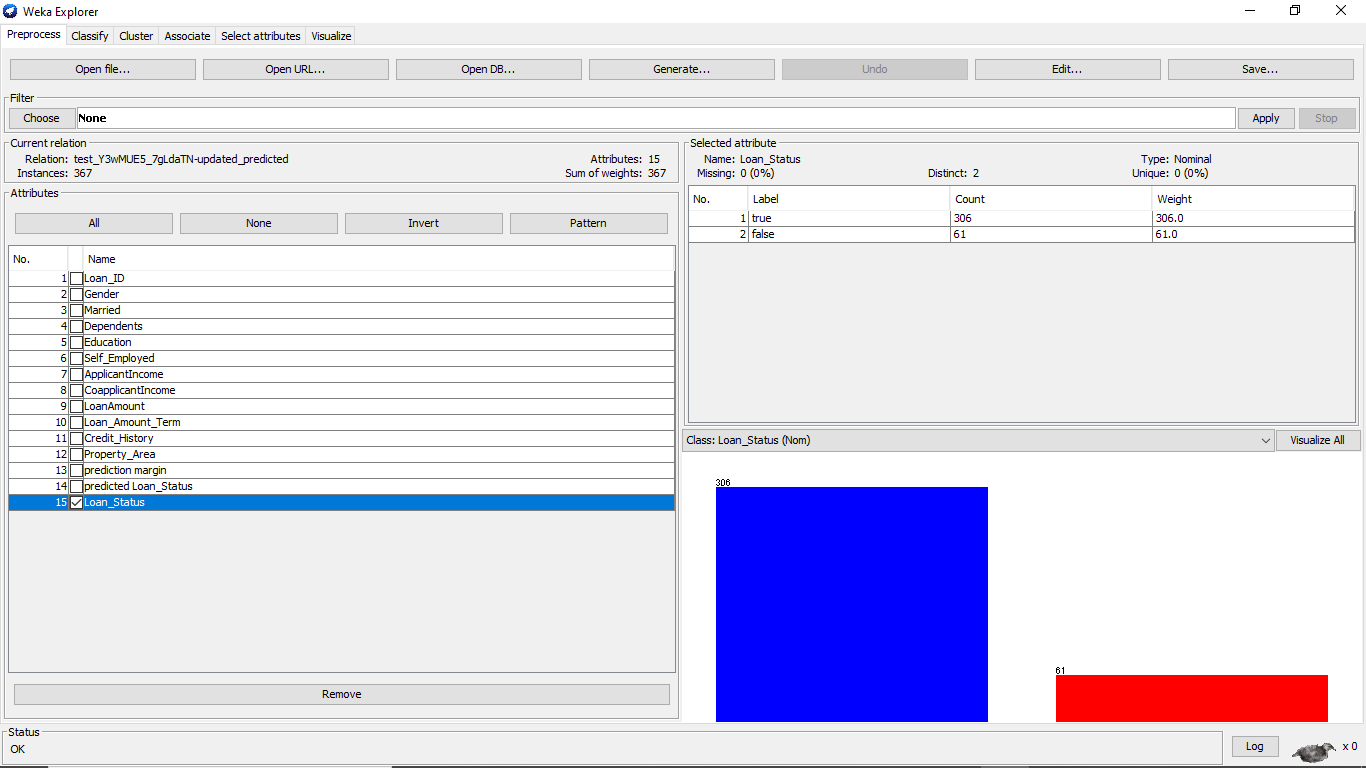 Weka Explorer
Preprocess Classify Cluster Associate Select attributes Visualize
Open file... Open URL... Open DB... Generate... Undo Edit... Save...
Filter
Choose None Apply Stop
Current relation
Relation: test_Y3wMUE5_7gLdaTN-updated_predicted Attributes: 15
Instances: 367 Sum of weights: 367
Attributes
All None Invert Pattern
No. Name
1 Loan_ID
2 Gender
3 Married
4 Dependents
5 Education
6 Self_Employed
7 ApplicantIncome
8 CoapplicantIncome
9 LoanAmount
10 Loan_Amount_Term
11 Credit_History
12 Property_Area
13 prediction margin
14 predicted Loan_Status
15 Loan_Status
Remove
Selected attribute
Name: Loan_Status Type: Nominal
Missing: 0 (0%) Distinct: 2 Unique: 0 (0%)
No. Label Count Weight
1 true 306 306.0
2 false 61 61.0
Class: Loan_Status (Nom) Visualize All
306
61
Status
OK
Log x 0